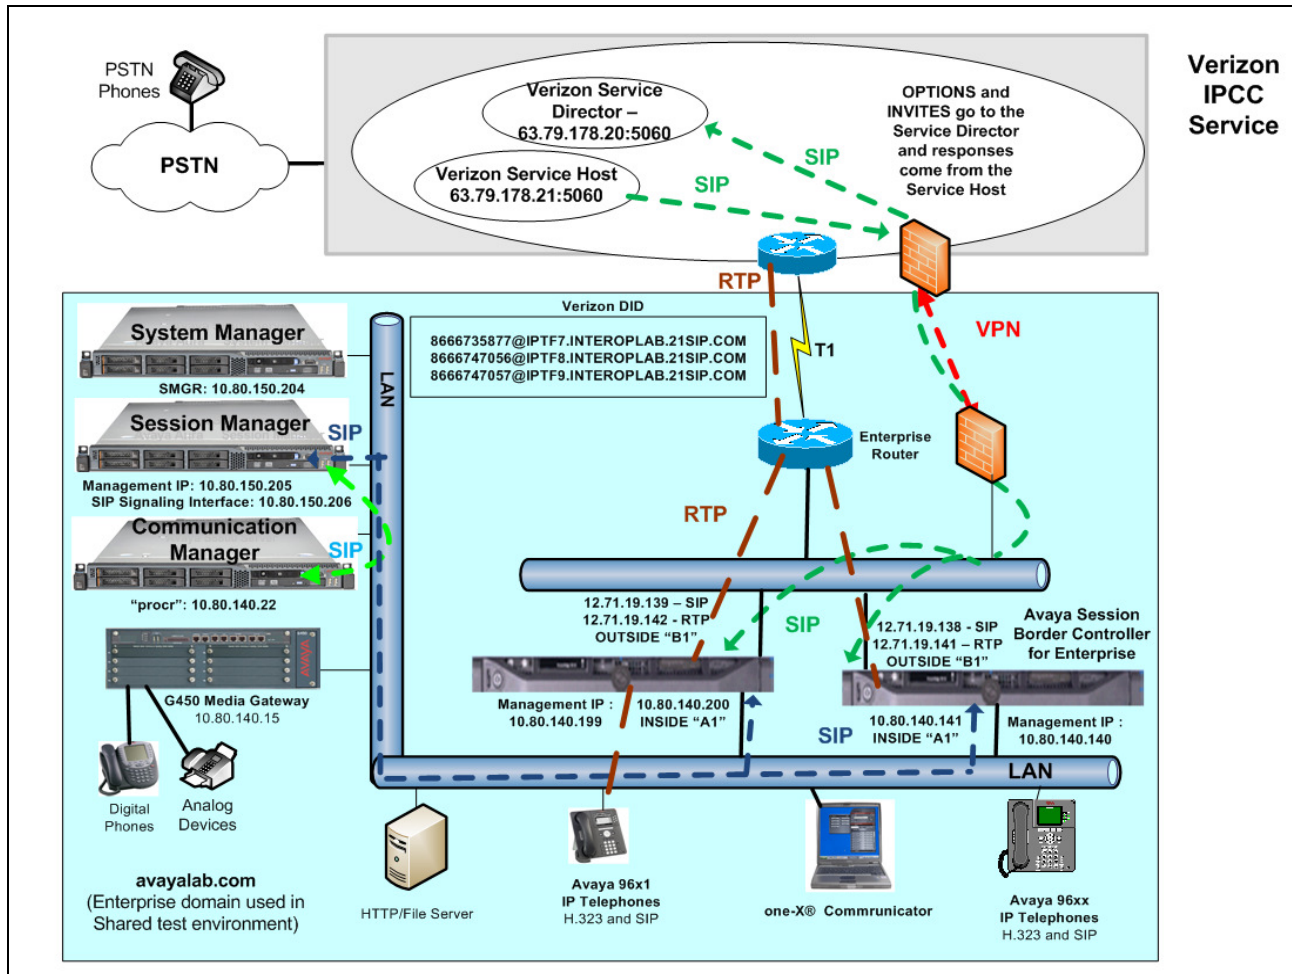 PSTN
Phones
PSTN
Verizon Service
Director –
63.79.178.20:5060
Verizon Service Host
63.79.178.21:5060
SIP
SIP
OPTIONS and
INVITES go to the
Service Director
and responses
come from the
Service Host
Verizon
IPCC
Service
RTP
VPN
T1
Verizon DID
8666735877@IPTF7.INTEROPLAB.21SIP.COM
8666747056@IPTF8.INTEROPLAB.21SIP.COM
8666747057@IPTF9.INTEROPLAB.21SIP.COM
System Manager
SMGR: 10.80.150.204
LAN
Session Manager
SIP
Management IP: 10.80.150.205
SIP Signaling Interface: 10.80.150.206
Enterprise
Router
RTP
Communication
Manager
SIP
"procr": 10.80.140.22
12.71.19.139 – SIP
12.71.19.142 - RTP
OUTSIDE "B1"
SIP
12.71.19.138 - SIP
12.71.19.141 – RTP
OUTSIDE "B1"
Avaya Session
Border Controller
for Enterprise
AVAYA
G450 Media Gateway
10.80.140.15
Management IP :
10.80.140.199
10.80.140.200
INSIDE "A1"
SIP
10.80.140.141
INSIDE "A1"
Management IP :
10.80.140.140
LAN
Digital
Phones
Analog
Devices
avayalab.com
(Enterprise domain used in
Shared test environment)
HTTP/File Server
Avaya 96x1
IP Telephones
H.323 and SIP
one-X® Commrunicator
Avaya 96xx
IP Telephones
H.323 and SIP